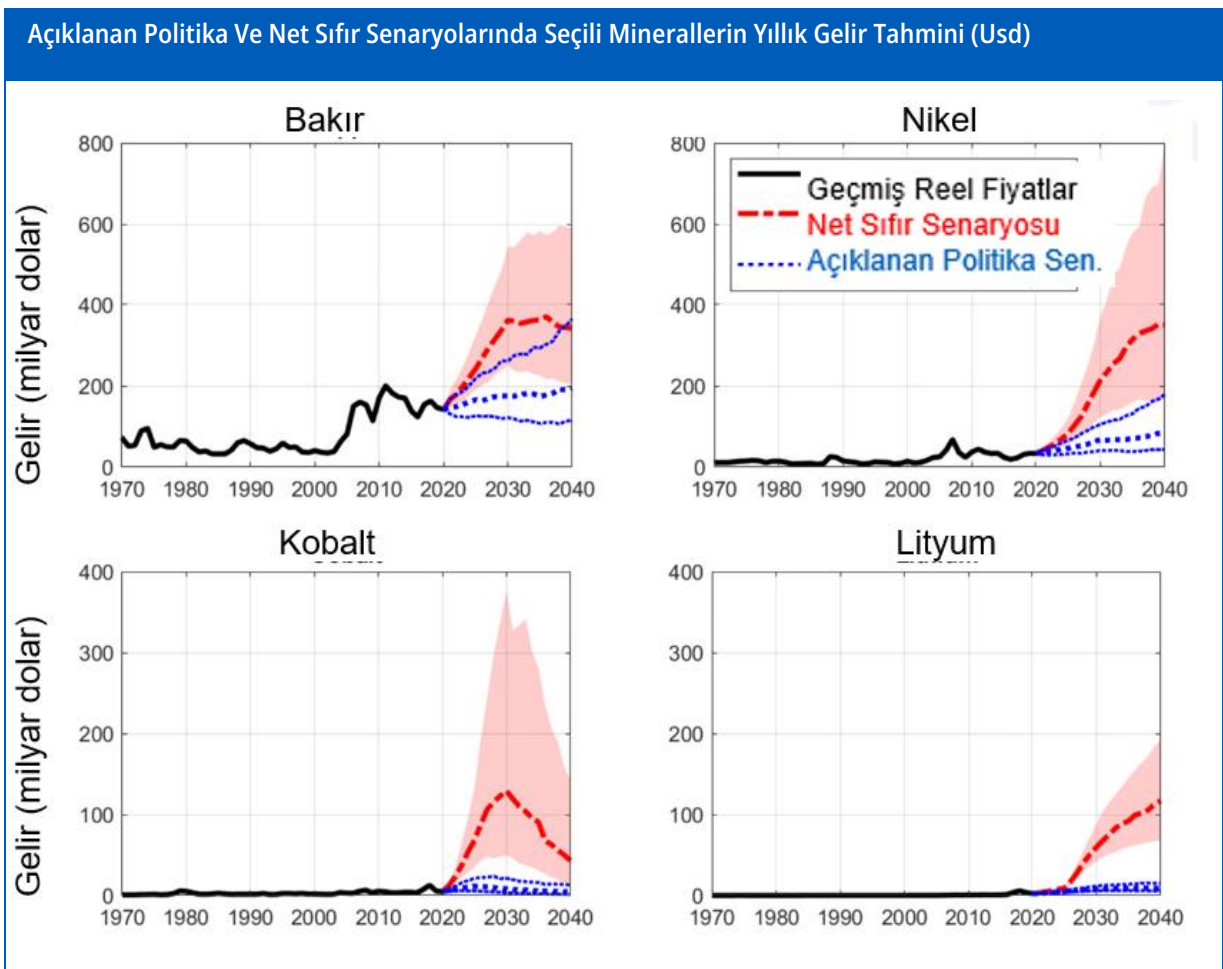 Açıklanan Politika Ve Net Sıfır Senaryolarında Seçili Minerallerin Yıllık Gelir Tahmini (Usd)
Bakır
Gelir (milyar dolar)
800
600
400
200
0
1970 1980 1990 2000 2010 2020 2030 2040
Nikel
800
600
400
200
0
Geçmiş Reel Fiyatlar
Net Sıfır Senaryosu
Açıklanan Politika Sen.
1970 1980 1990 2000 2010 2020 2030 2040
Kobalt
Gelir (milyar dolar)
400
300
200
100
0
1970 1980 1990 2000 2010 2020 2030 2040
Lityum
400
300
200
100
0
1970 1980 1990 2000 2010 2020 2030 2040